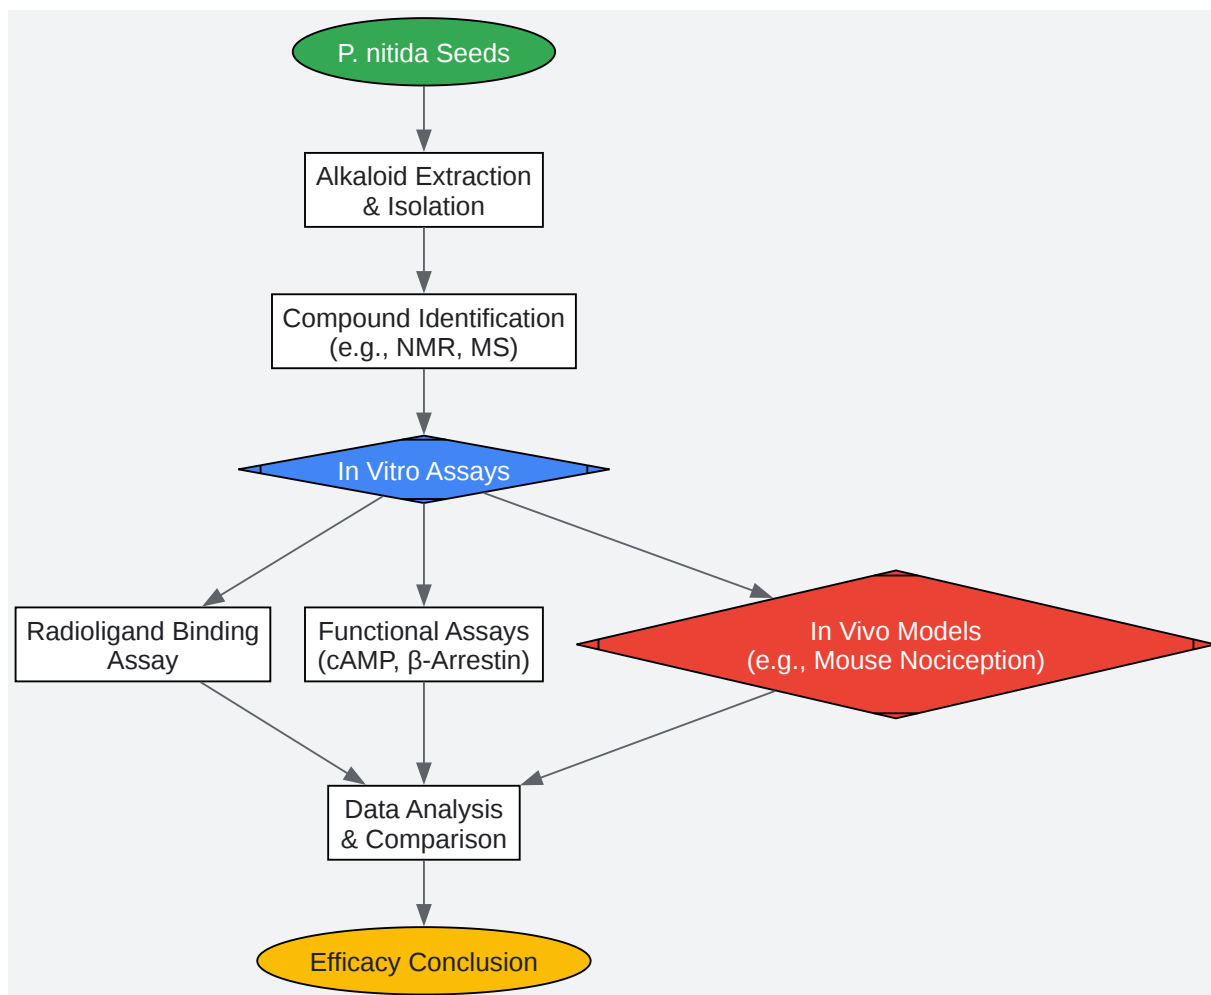 P. nitida Seeds
Alkaloid Extraction
& Isolation
Compound Identification
(e.g., NMR, MS)
In Vitro Assays
Radioligand Binding
Assay
Functional Assays
(cAMP, β-Arrestin)
In Vivo Models
(e.g., Mouse Nociception)
Data Analysis
& Comparison
Efficacy Conclusion